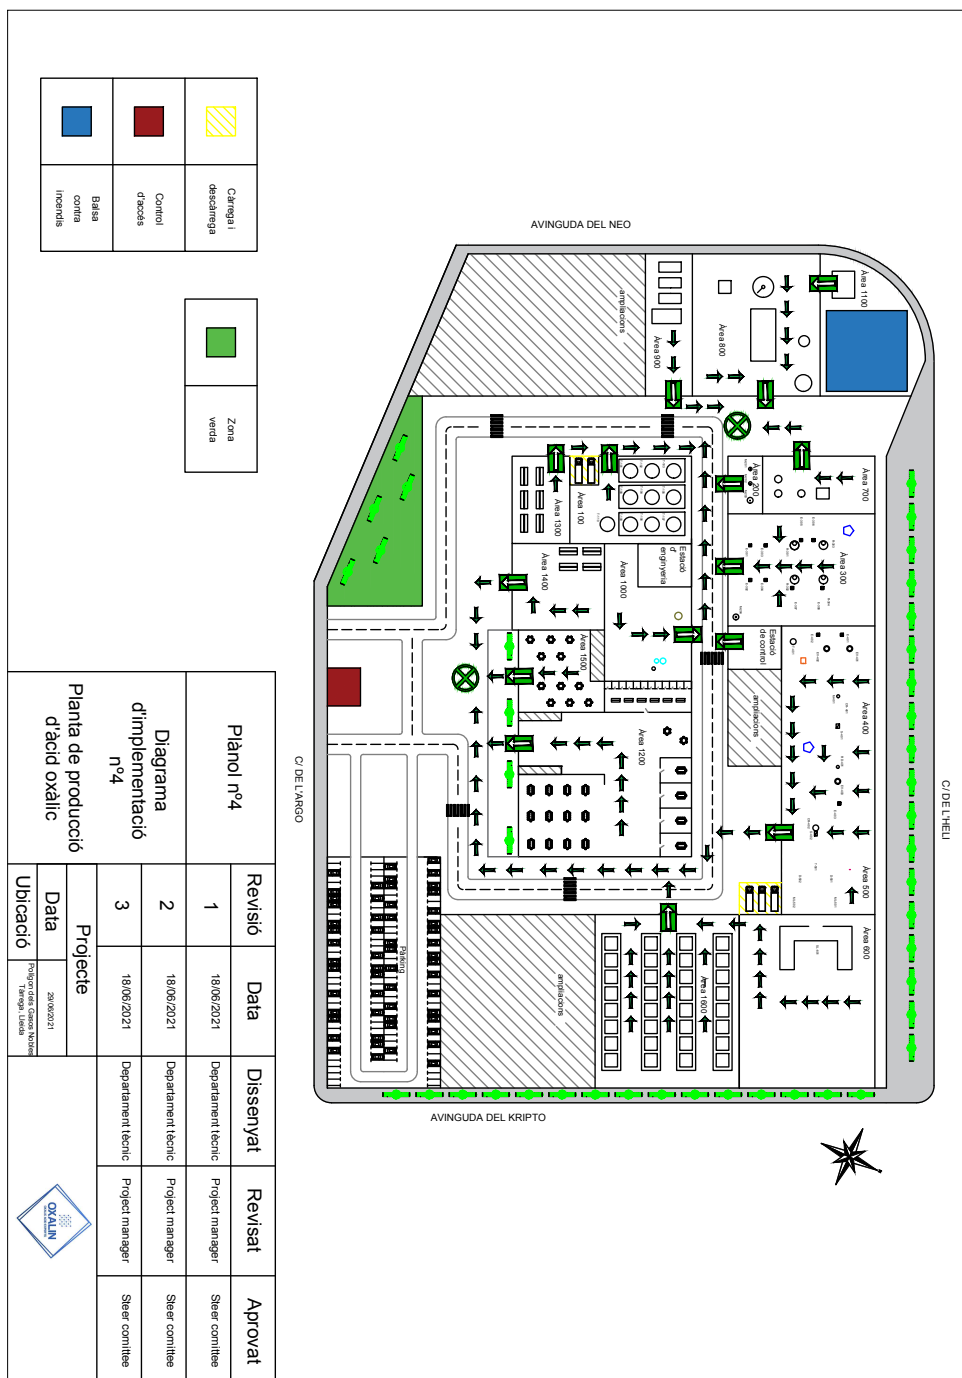 Càrrega i
descàrrega
Control
d'accés
Balsa
contra
incendis
Zona
verda
AVINGUDA DEL NEO
C/ DE L'HELI
C/ DE L'ARGO
AVINGUDA DEL KRIPTO
ampliacions
Àrea 900
Àrea 800
Àrea 1100
Àrea 700
Àrea 200
Àrea 300
Àrea 100
Àrea 1300
Estació
d'
enginyeria
Àrea 1000
Àrea 1400
Àrea 1500
Estació
de control
ampliacions
Àrea 400
Àrea 1200
Àrea 500
Àrea 600
Àrea 1600
ampliacions
Parking
Plànol nº4
Diagrama
d'implementació
nº4
Planta de producció
d'àcid oxàlic
Revisió
Data
Dissenyat
Revisat
Aprovat
1
18/06/2021
Departament tècnic
Project manager
Steer comittee
2
18/06/2021
Departament tècnic
Project manager
Steer comittee
3
18/06/2021
Departament tècnic
Project manager
Steer comittee
Projecte
Data
29/06/2021
Ubicació
Polígon dels Gasos Nobles
Tàrrega, Lleida
OXALIN